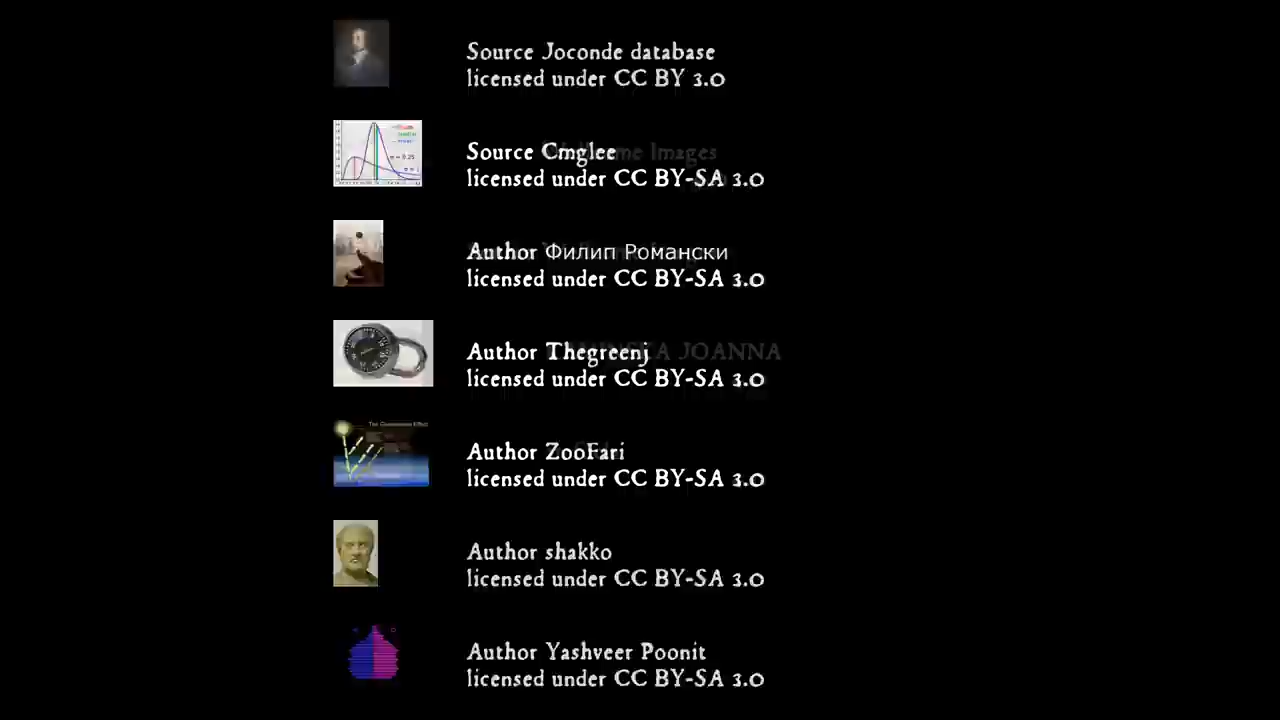 Source Joconde database
licensed under CC BY 3.0
Source Cmglee
licensed under CC BY-SA 3.0
Author Филип Романски
licensed under CC BY-SA 3.0
Author Thegreenj
licensed under CC BY-SA 3.0
Author ZooFari
licensed under CC BY-SA 3.0
Author shakko
licensed under CC BY-SA 3.0
Author Yashveer Poonit
licensed under CC BY-SA 3.0